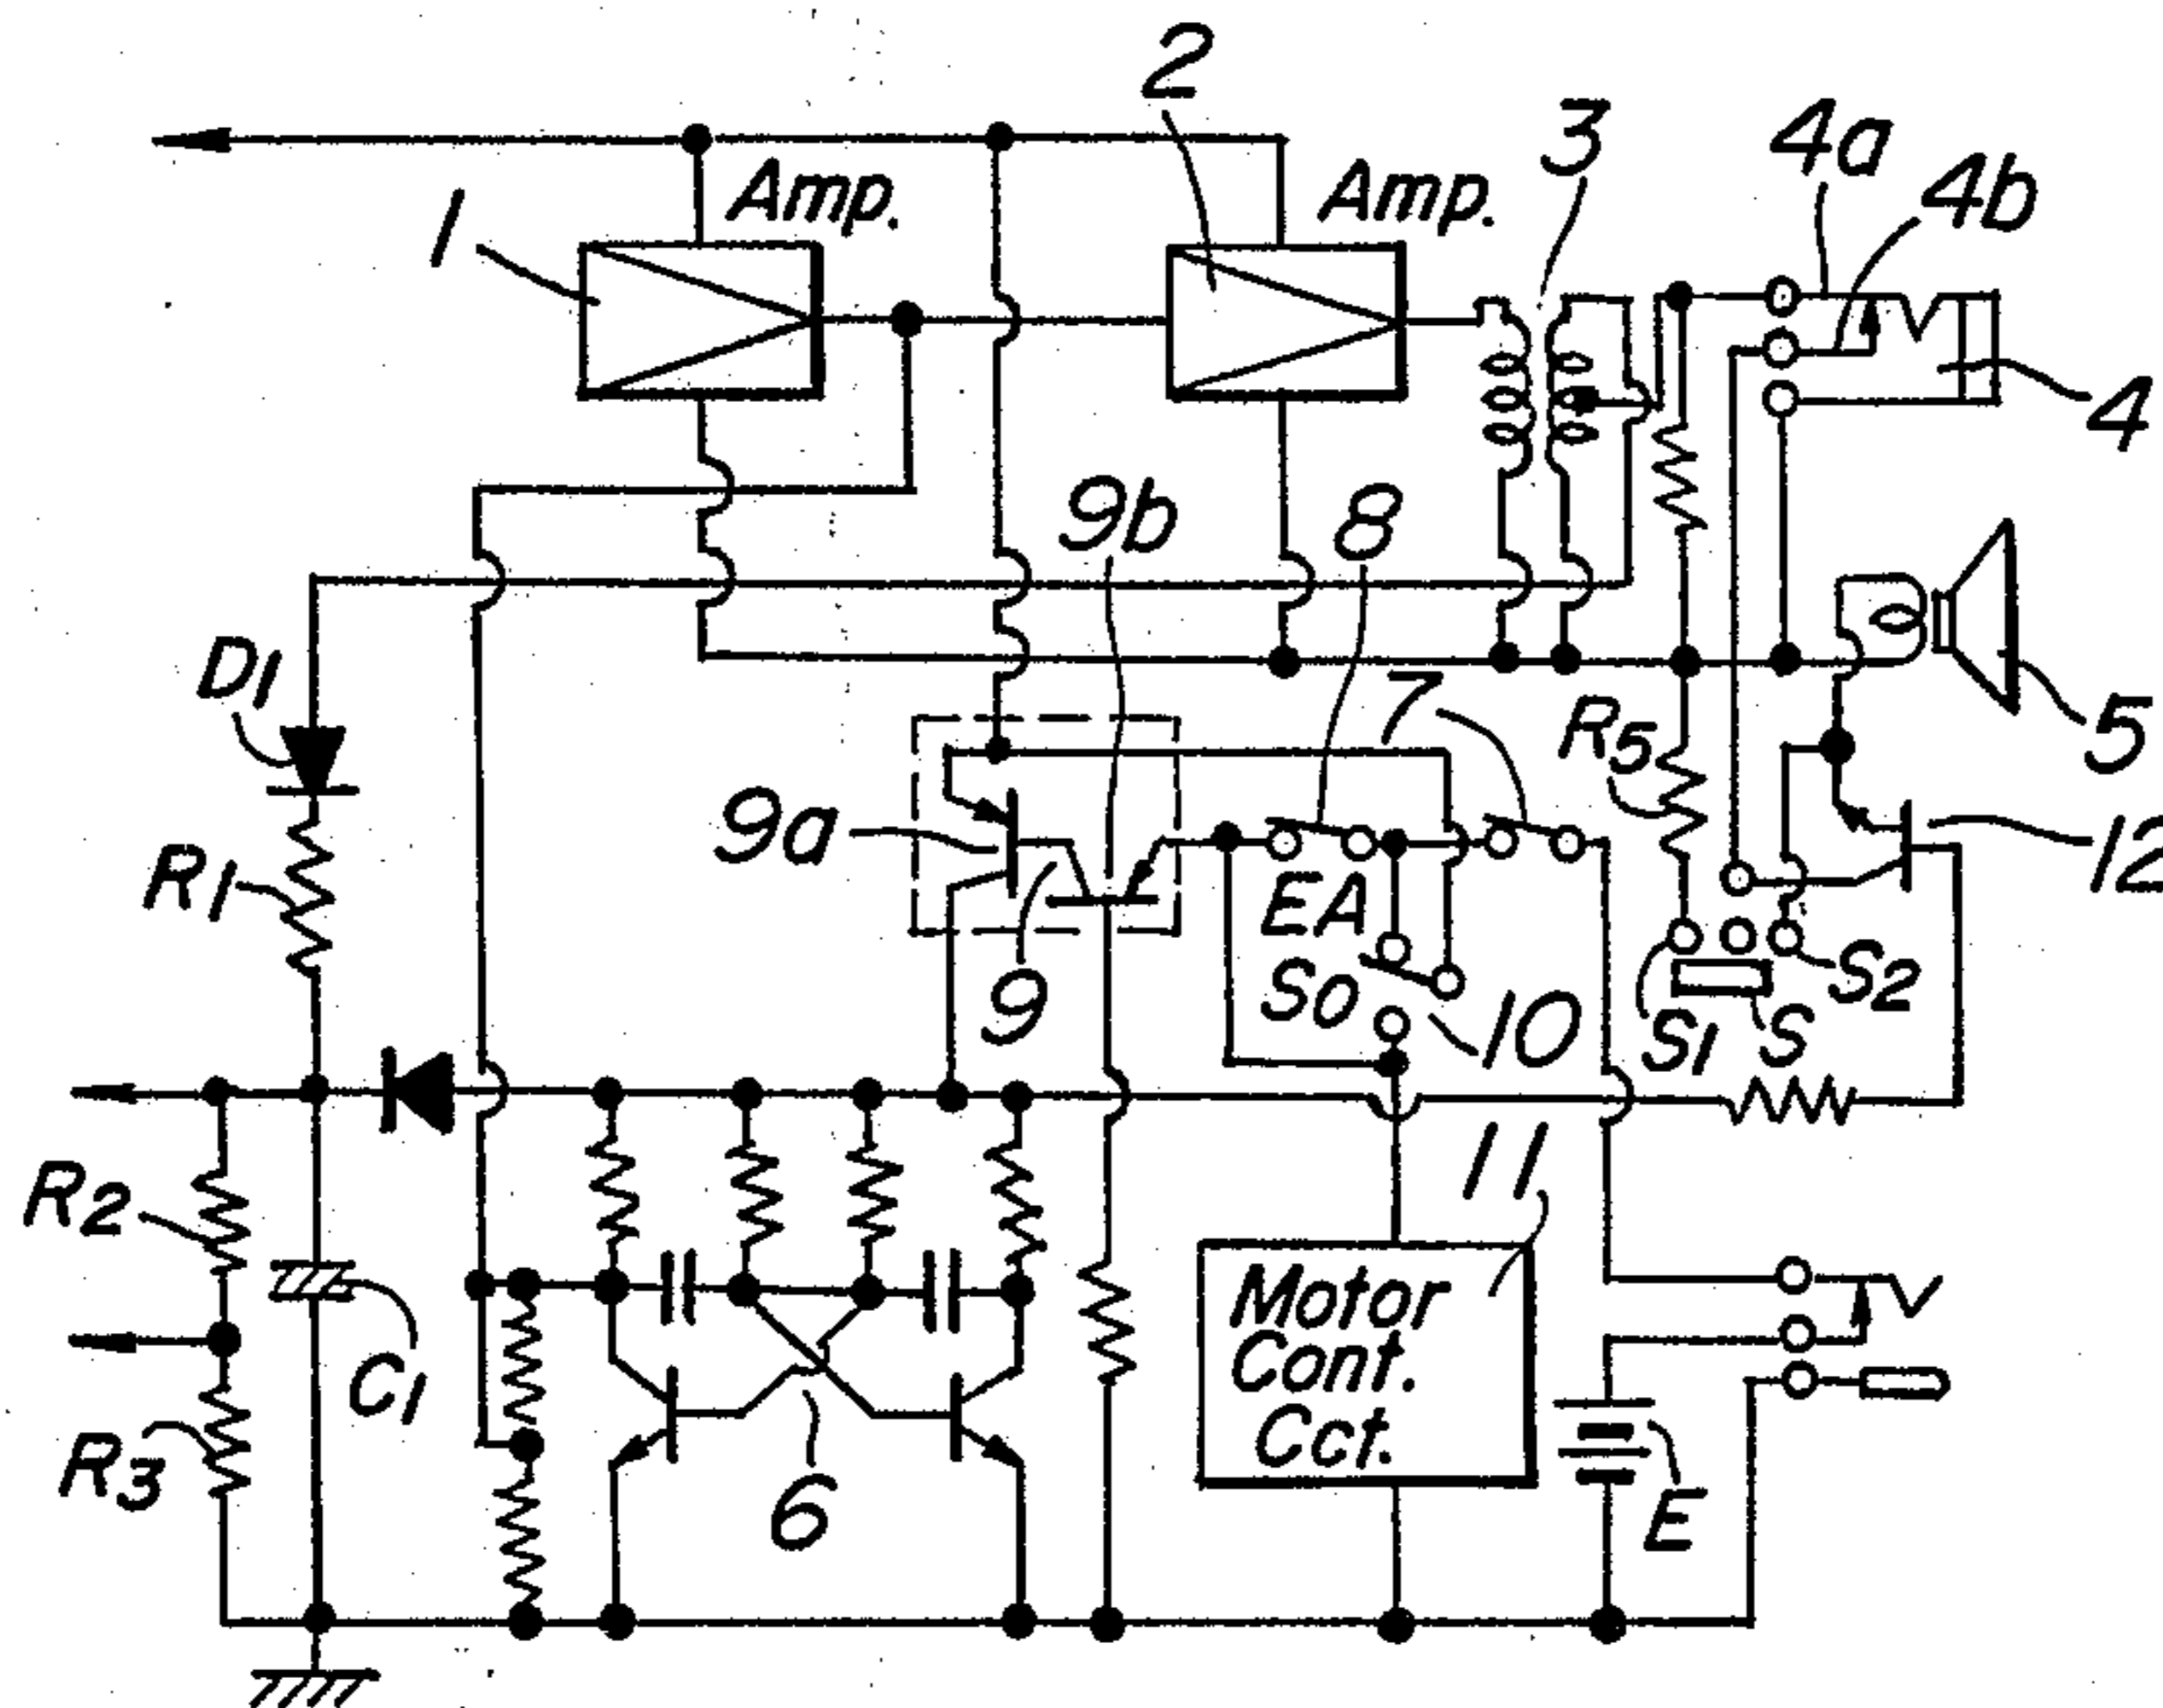 2
3
4a
4b
Amp.
Amp.
1
4
9b
8
D1
7
R5
5
9a
12
R1
EA
So
9
10
S2
S1
S
11
R2
Motor
Cont.
Cct.
C1
R3
6
E